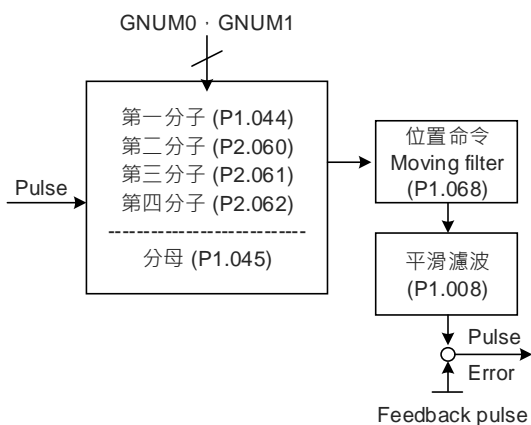 GNUM0 · GNUM1
第一分子 (P1.044)
第二分子 (P2.060)
第三分子 (P2.061)
第四分子 (P2.062)
分母 (P1.045)
Pulse
位置命令
Moving filter
(P1.068)
平滑濾波
(P1.008)
Pulse
Error
Feedback pulse